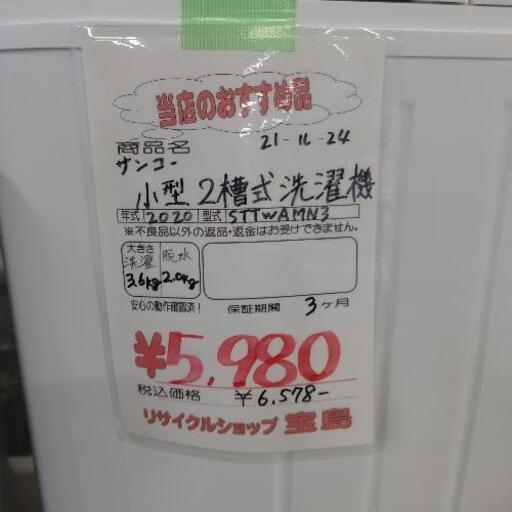 当店のおすすめ品
商品名 21-11-24
サンコー
小型2槽式洗濯機
年式 2020 型式 STTWAMN3
※不良品以外の返品・返金はお受けできません。
大きさ
洗濯 脱水
3.6kg 2.0kg
安心の動作確認済! 保証期間 3ヶ月
¥5,980
税込価格 ¥6,578-
リサイクルショップ 宝島